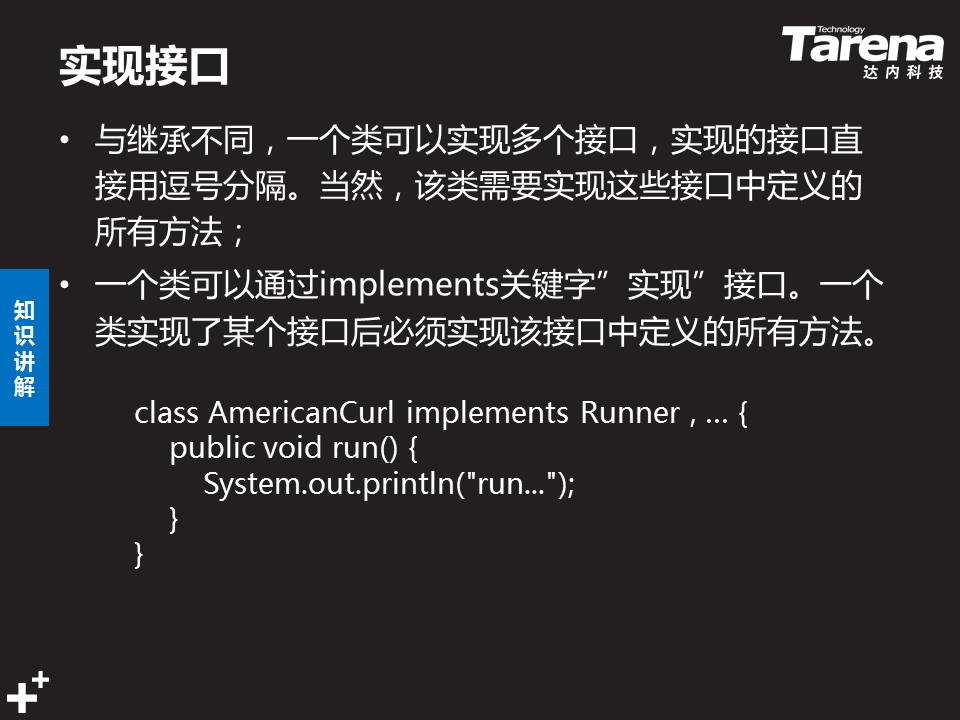 实现接口
Technology
Tarena
达内科技
• 与继承不同，一个类可以实现多个接口，实现的接口直
接用逗号分隔。当然，该类需要实现这些接口中定义的
所有方法；
• 一个类可以通过implements关键字”实现”接口。一个
类实现了某个接口后必须实现该接口中定义的所有方法。
知
识
讲
解
class AmericanCurl implements Runner , … {
public void run() {
System.out.println("run...");
}
}